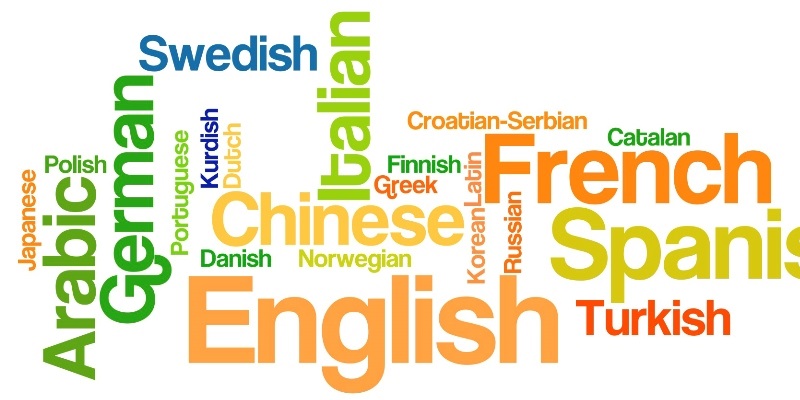 Swedish
Italian
German
Kurdish
Croatian-Serbian
Dutch
Catalan
Portuguese
Polish
Finnish
Latin
French
Greek
Japanese
Arabic
Chinese
Korean
Russian
Spanis
Danish
Norwegian
English
Turkish